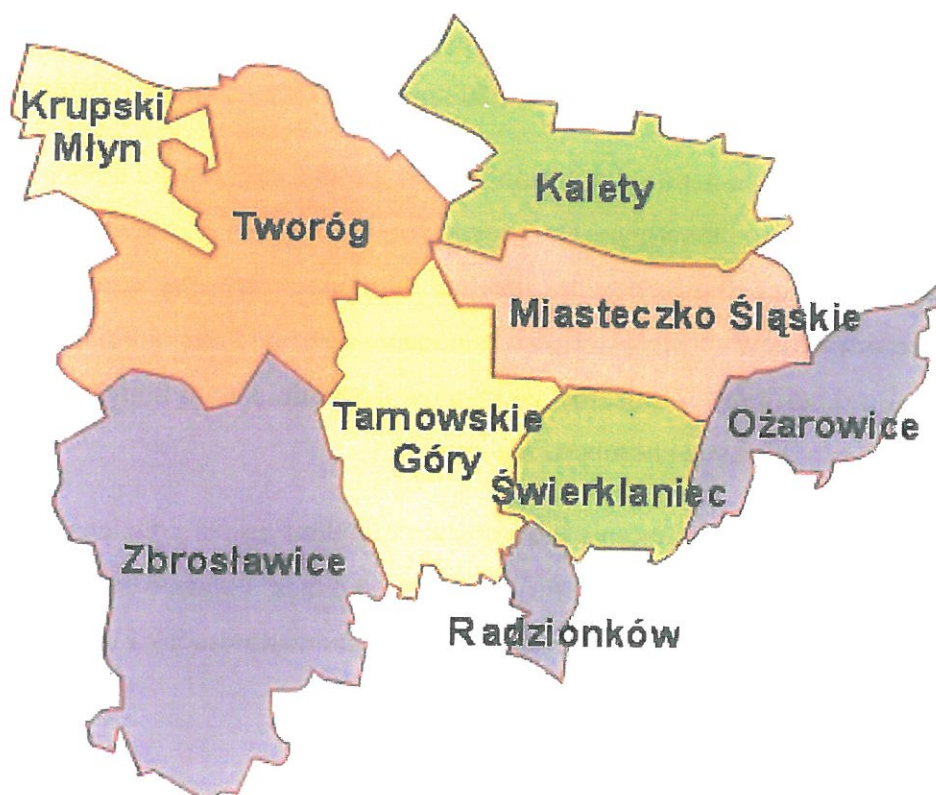 Krupski
Młyn
Tworóg
Kalety
Miasteczko Śląskie
Ożarowice
Tarnowskie
Góry
Świerklaniec
Zbrosławice
Radzionków